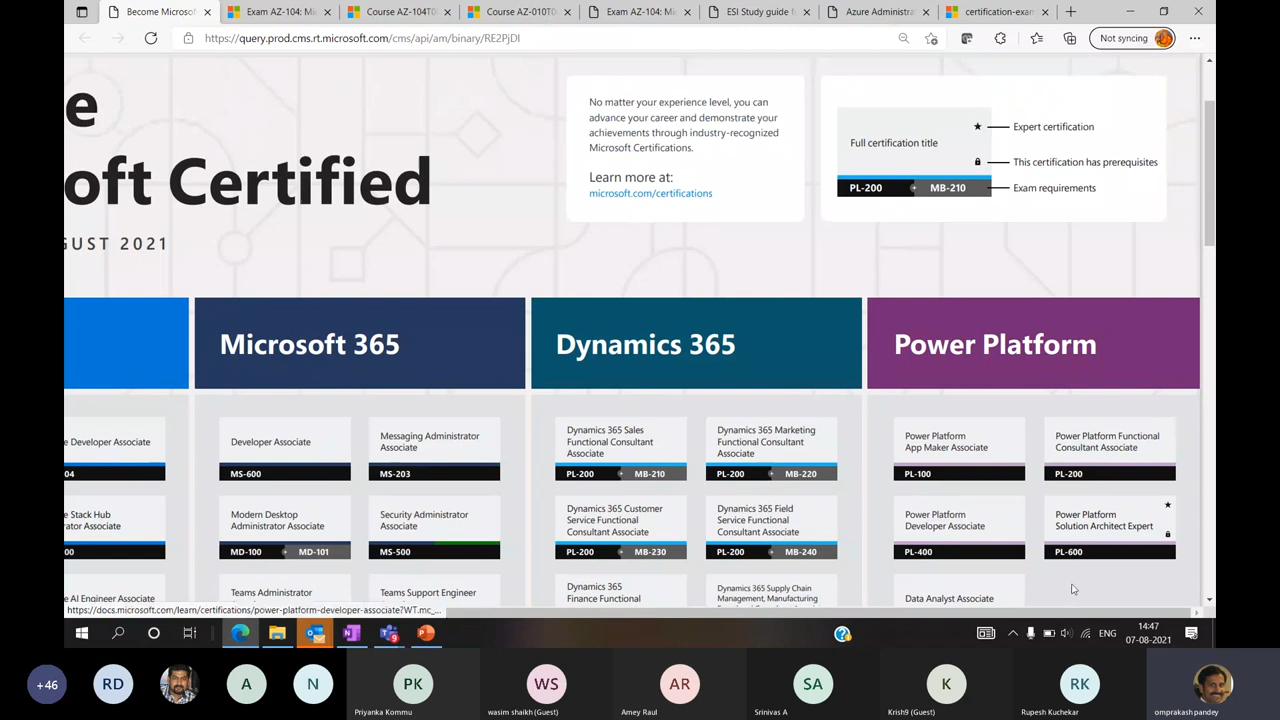 Become Microsof
Exam AZ-104: Mi
Course AZ-104T0
Course AZ-010T0
Exam AZ-104: Mi
ESI Study guide f
Azure Administra
certification-exam
https://query.prod.cms.rt.microsoft.com/cms/api/am/binary/RE2PjDI
Not syncing
e
oft Certified
GUST 2021
No matter your experience level, you can
advance your career and demonstrate your
achievements through industry-recognized
Microsoft Certifications.
Learn more at:
microsoft.com/certifications
Full certification title
PL-200 + MB-210
Expert certification
This certification has prerequisites
Exam requirements
Microsoft 365
Dynamics 365
Power Platform
e Developer Associate
04
Developer Associate
MS-600
Messaging Administrator
Associate
MS-203
Dynamics 365 Sales
Functional Consultant
Associate
PL-200 + MB-210
Dynamics 365 Marketing
Functional Consultant
Associate
PL-200 + MB-220
Power Platform
App Maker Associate
PL-100
Power Platform Functional
Consultant Associate
PL-200
e Stack Hub
rator Associate
00
Modern Desktop
Administrator Associate
MD-100 + MD-101
Security Administrator
Associate
MS-500
Dynamics 365 Customer
Service Functional
Consultant Associate
PL-200 + MB-230
Dynamics 365 Field
Service Functional
Consultant Associate
PL-200 + MB-240
Power Platform
Developer Associate
PL-400
Power Platform
Solution Architect Expert
PL-600
e AI Engineer Associate
Teams Administrator
Teams Support Engineer
Dynamics 365
Finance Functional
Dynamics 365 Supply Chain
Management, Manufacturing
Data Analyst Associate
https://docs.microsoft.com/learn/certifications/power-platform-developer-associate?WT.mc_...
ENG
14:47
07-08-2021
+46
RD
A
N
PK
Priyanka Kommu
WS
wasim shaikh (Guest)
AR
Amey Raul
SA
Srinivas A
K
Krish9 (Guest)
RK
Rupesh Kuchekar
omprakash pandey